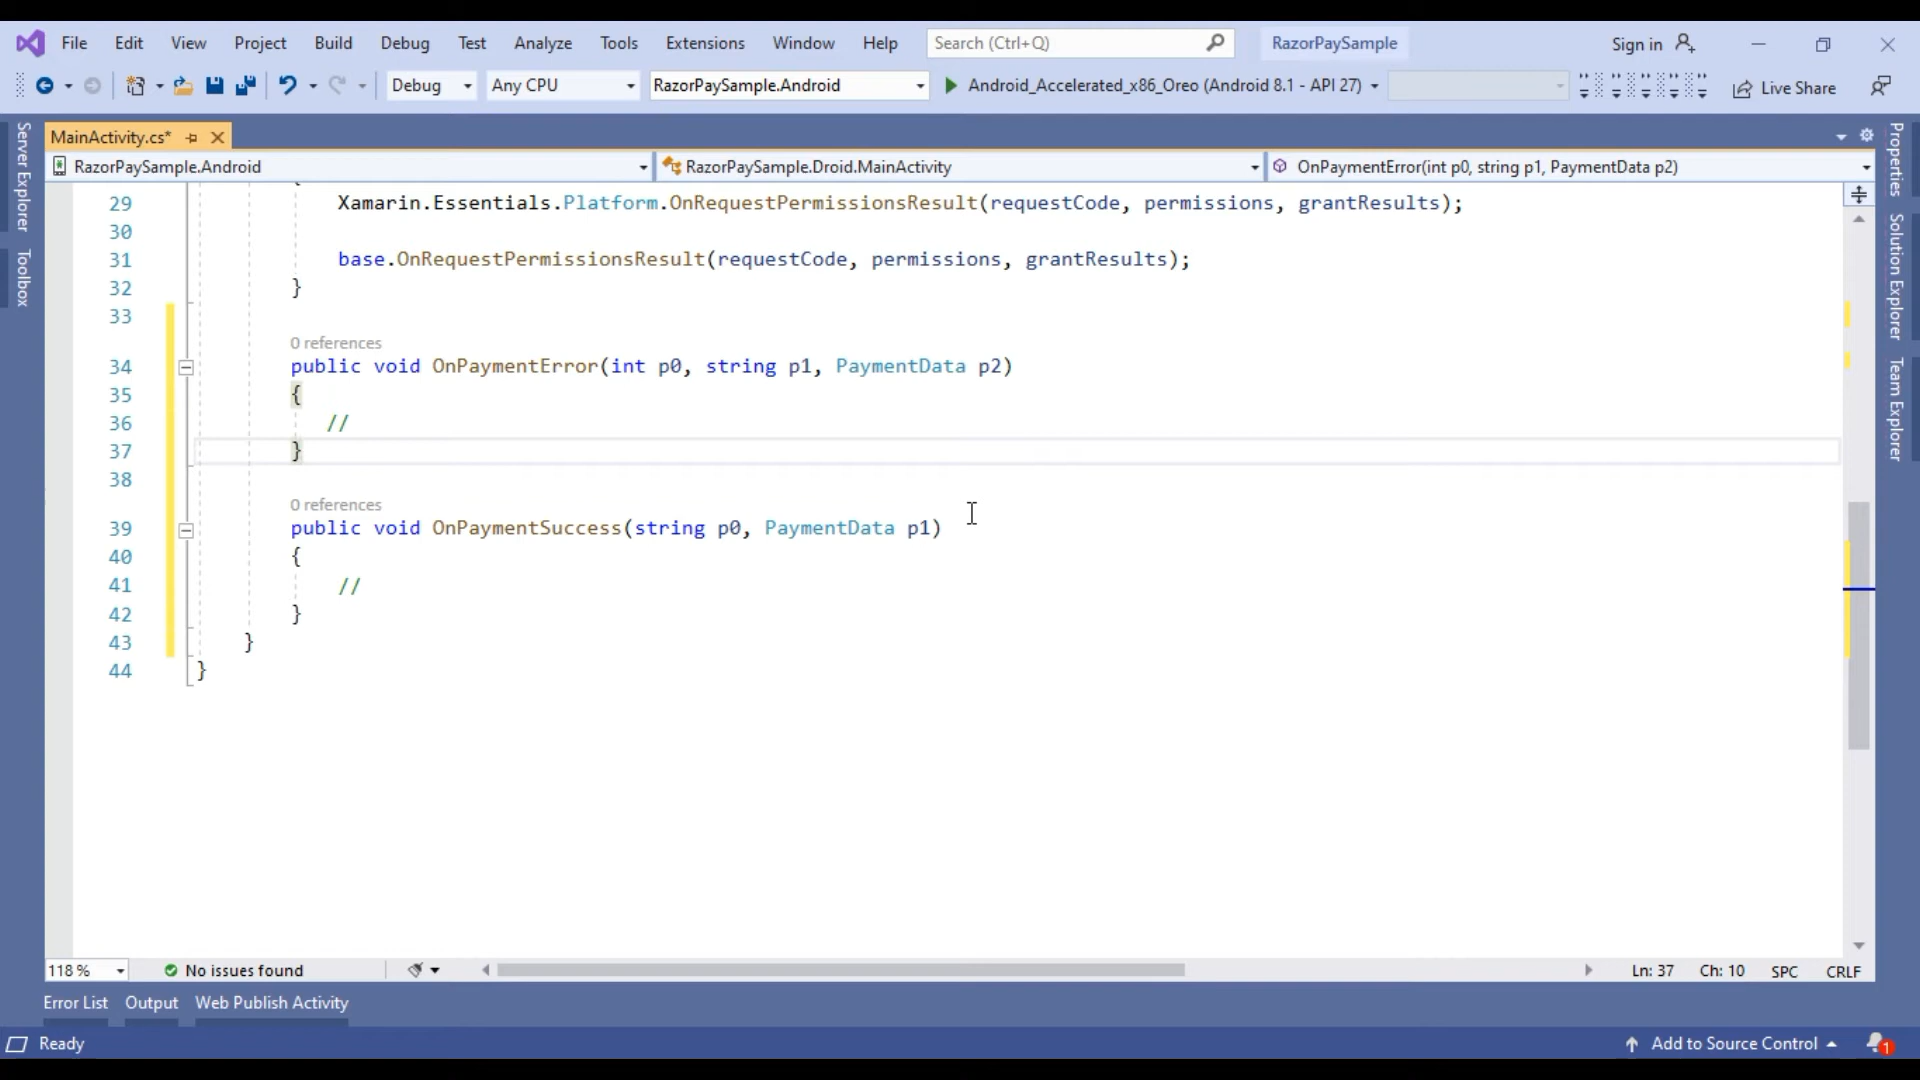 File Edit View Project Build Debug Test Analyze Tools Extensions Window Help Search (Ctrl+Q) RazorPaySample Sign in
Debug Any CPU RazorPaySample.Android Android_Accelerated_x86_Oreo (Android 8.1 - API 27) Live Share
MainActivity.cs*
RazorPaySample.Android RazorPaySample.Droid.MainActivity OnPaymentError(int p0, string p1, PaymentData p2)
Server Explorer
Toolbox
Properties
Solution Explorer
Team Explorer
{
29 Xamarin.Essentials.Platform.OnRequestPermissionsResult(requestCode, permissions, grantResults);
30
31 base.OnRequestPermissionsResult(requestCode, permissions, grantResults);
32 }
33
0 references
34 public void OnPaymentError(int p0, string p1, PaymentData p2)
35 {
36 //
37 }
38
0 references
39 public void OnPaymentSuccess(string p0, PaymentData p1)
40 {
41 //
42 }
43 }
44 }
118 % No issues found Ln: 37 Ch: 10 SPC CRLF
Error List Output Web Publish Activity
Ready Add to Source Control 1